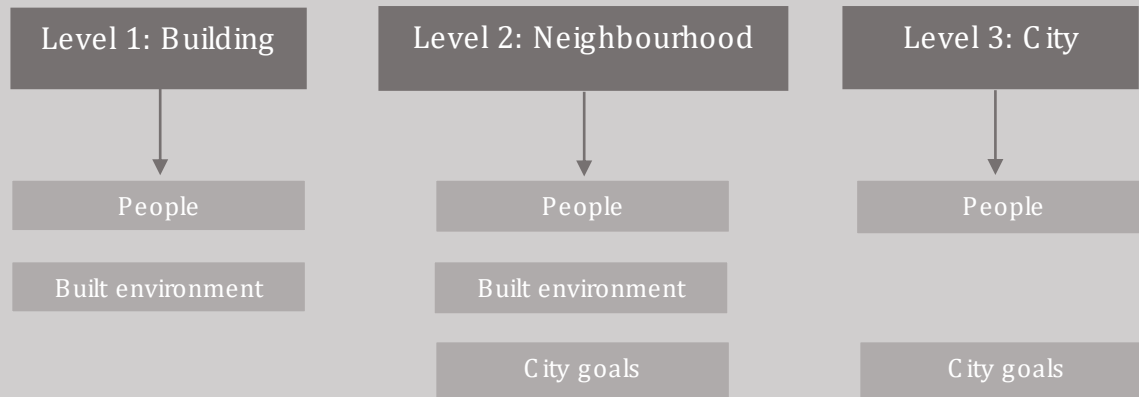 Level 1: Building
Level 2: Neighbourhood
Level 3: City
People
People
People
Built environment
Built environment
City goals
City goals